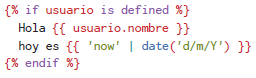 {% if usuario is defined %}
Hola {{ usuario.nombre }}
hoy es {{ 'now' | date('d/m/Y') }}
{% endif %}